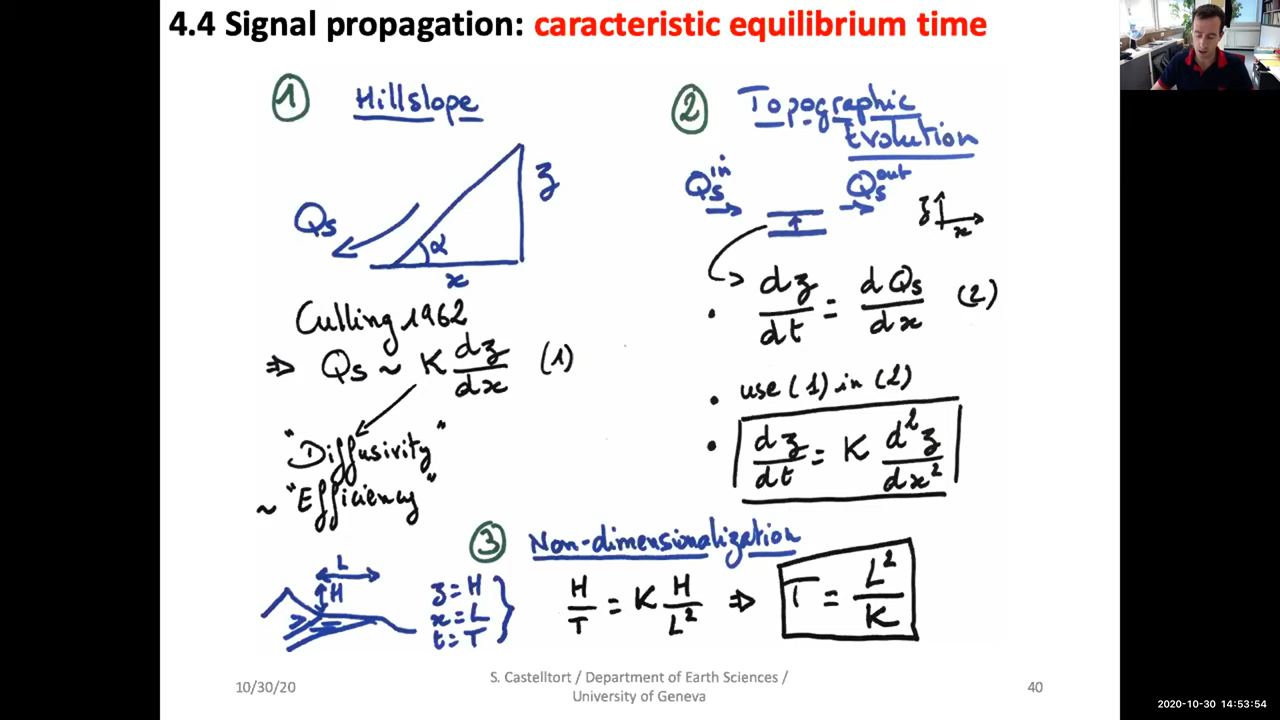 4.4 Signal propagation: caracteristic equilibrium time
1 Hillslope
z
Qs
α
x
Culling 1962
⇒ Qs ~ K dz/dx (1)
"Diffusivity"
~ "Efficiency"
2 Topographic
Evolution
Qs in
Qs out
z
x
• dz/dt = dQs/dx (2)
• use (1) in (2)
• dz/dt = K d²z/dx²
3 Non-dimensionalization
L
H
z = H
x = L
t = T
H/T = K H/L² ⇒ T = L²/K
10/30/20
S. Castelltort / Department of Earth Sciences /
University of Geneva
40
2020-10-30 14:53:54